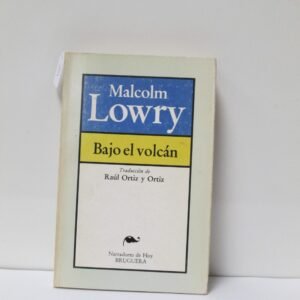 Malcolm
Lowry
Bajo el volcán
Traducción de
Raúl Ortiz y Ortiz
Narradores de Hoy
BRUGUERA